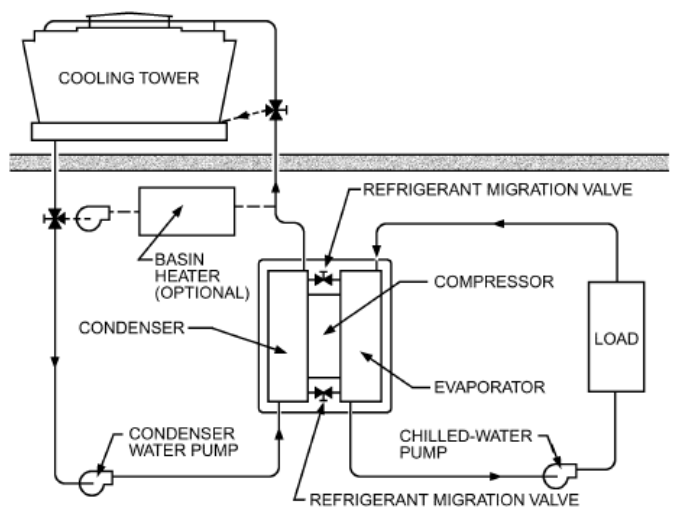 COOLING TOWER
REFRIGERANT MIGRATION VALVE
BASIN
HEATER
(OPTIONAL)
COMPRESSOR
CONDENSER
LOAD
EVAPORATOR
CONDENSER
WATER PUMP
CHILLED-WATER
PUMP
REFRIGERANT MIGRATION VALVE